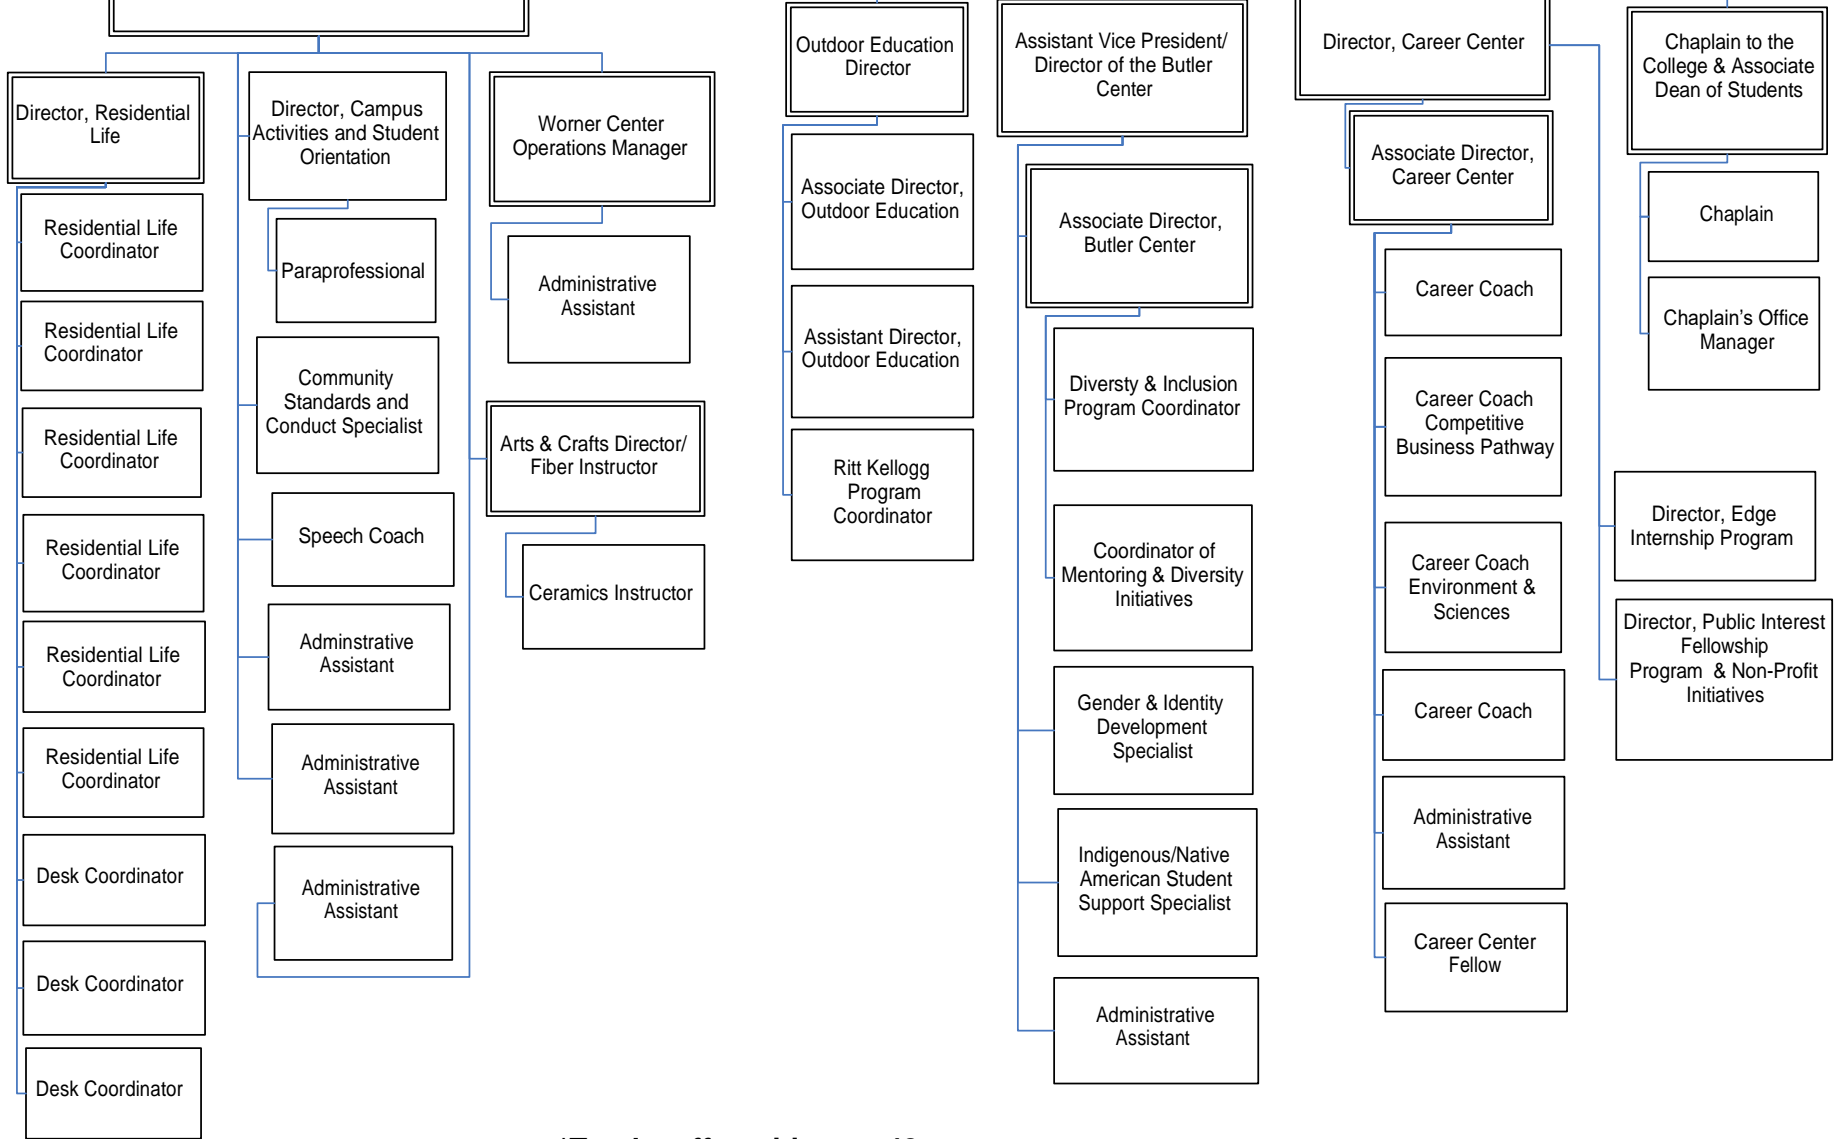 Director, Residential
Life
Residential Life
Coordinator
Residential Life
Coordinator
Residential Life
Coordinator
Residential Life
Coordinator
Residential Life
Coordinator
Residential Life
Coordinator
Desk Coordinator
Desk Coordinator
Desk Coordinator
Director, Campus
Activities and Student
Orientation
Paraprofessional
Community
Standards and
Conduct Specialist
Speech Coach
Adminstrative
Assistant
Administrative
Assistant
Administrative
Assistant
Worner Center
Operations Manager
Administrative
Assistant
Arts & Crafts Director/
Fiber Instructor
Ceramics Instructor
Outdoor Education
Director
Associate Director,
Outdoor Education
Assistant Director,
Outdoor Education
Ritt Kellogg
Program
Coordinator
Assistant Vice President/
Director of the Butler
Center
Associate Director,
Butler Center
Diversty & Inclusion
Program Coordinator
Coordinator of
Mentoring & Diversity
Initiatives
Gender & Identity
Development
Specialist
Indigenous/Native
American Student
Support Specialist
Administrative
Assistant
Director, Career Center
Associate Director,
Career Center
Career Coach
Career Coach
Competitive
Business Pathway
Career Coach
Environment &
Sciences
Career Coach
Administrative
Assistant
Career Center
Fellow
Director, Edge
Internship Program
Director, Public Interest
Fellowship
Program & Non-Profit
Initiatives
Chaplain to the
College & Associate
Dean of Students
Chaplain
Chaplain's Office
Manager